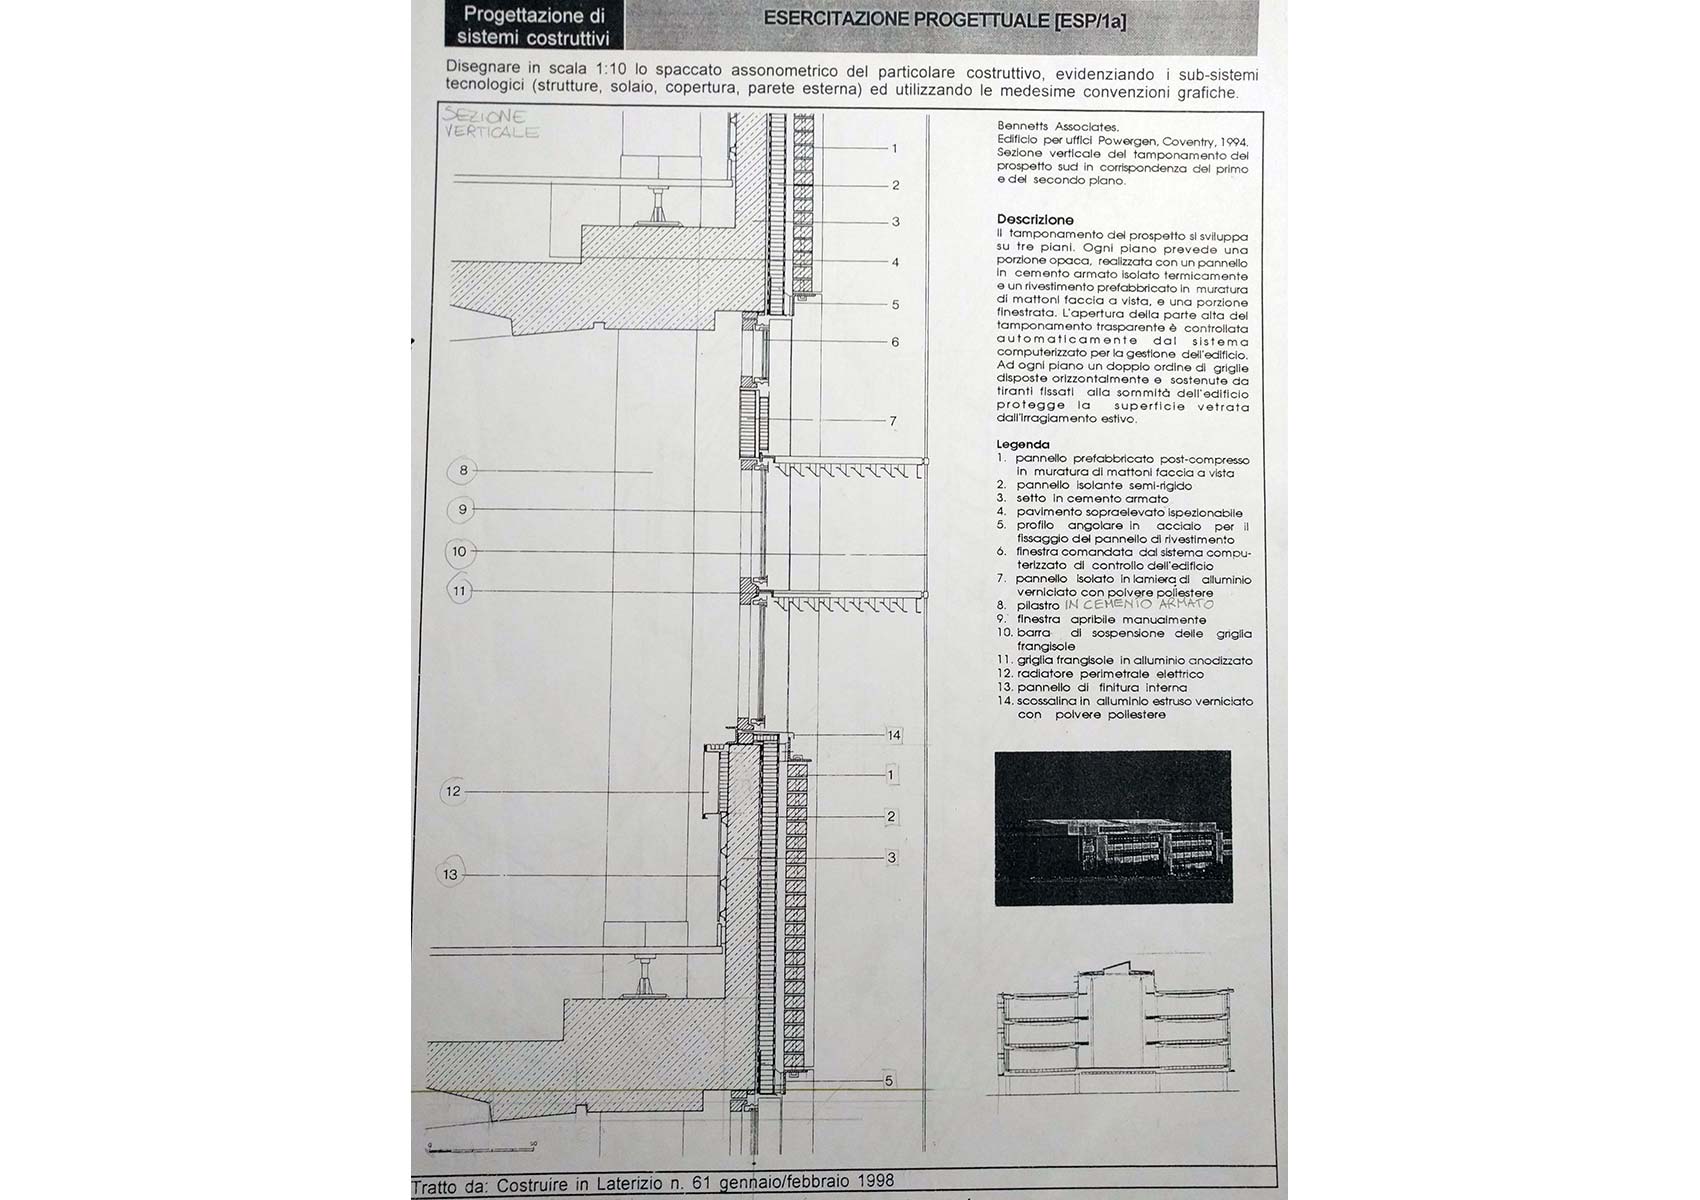 Progettazione di
sistemi costruttivi
ESERCITAZIONE PROGETTUALE [ESP/1a]
Disegnare in scala 1:10 lo spaccato assonometrico del particolare costruttivo, evidenziando i sub-sistemi
tecnologici (strutture, solaio, copertura, parete esterna) ed utilizzando le medesime convenzioni grafiche.
SEZIONE
VERTICALE
1
2
3
4
5
6
7
8
9
10
11
14
1
12
2
3
13
5
Bennetts Associates.
Edificio per uffici Powergen, Coventry, 1994.
Sezione verticale del tamponamento del
prospetto sud in corrispondenza del primo
e del secondo piano.
Descrizione
Il tamponamento del prospetto si sviluppa
su tre piani. Ogni piano prevede una
porzione opaca, realizzata con un pannello
in cemento armato isolato termicamente
e un rivestimento prefabbricato in muratura
di mattoni faccia a vista, e una porzione
finestrata. L'apertura della parte alta del
tamponamento trasparente è controllata
automaticamente dal sistema
computerizzato per la gestione dell'edificio.
Ad ogni piano un doppio ordine di griglie
disposte orizzontalmente e sostenute da
tiranti fissati alla sommità dell'edificio
protegge la superficie vetrata
dall'irragiamento estivo.
Legenda
1. pannello prefabbricato post-compresso
in muratura di mattoni faccia a vista
2. pannello isolante semi-rigido
3. setto in cemento armato
4. pavimento sopraelevato ispezionabile
5. profilo angolare in acciaio per il
fissaggio del pannello di rivestimento
6. finestra comandata dal sistema compu-
terizzato di controllo dell'edificio
7. pannello isolato in lamiera di alluminio
verniciato con polvere poliestere
8. pilastro IN CEMENTO ARMATO
9. finestra apribile manualmente
10. barra di sospensione delle griglia
frangisole
11. griglia frangisole in alluminio anodizzato
12. radiatore perimetrale elettrico
13. pannello di finitura interna
14. scossalina in alluminio estruso verniciato
con polvere poliestere
Tratto da: Costruire in Laterizio n. 61 gennaio/febbraio 1998